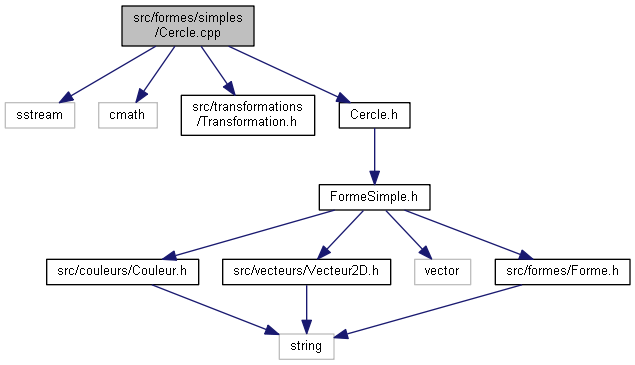 src/formes/simples
/Cercle.cpp
sstream
cmath
src/transformations
/Transformation.h
Cercle.h
FormeSimple.h
src/couleurs/Couleur.h
src/vecteurs/Vecteur2D.h
vector
src/formes/Forme.h
string